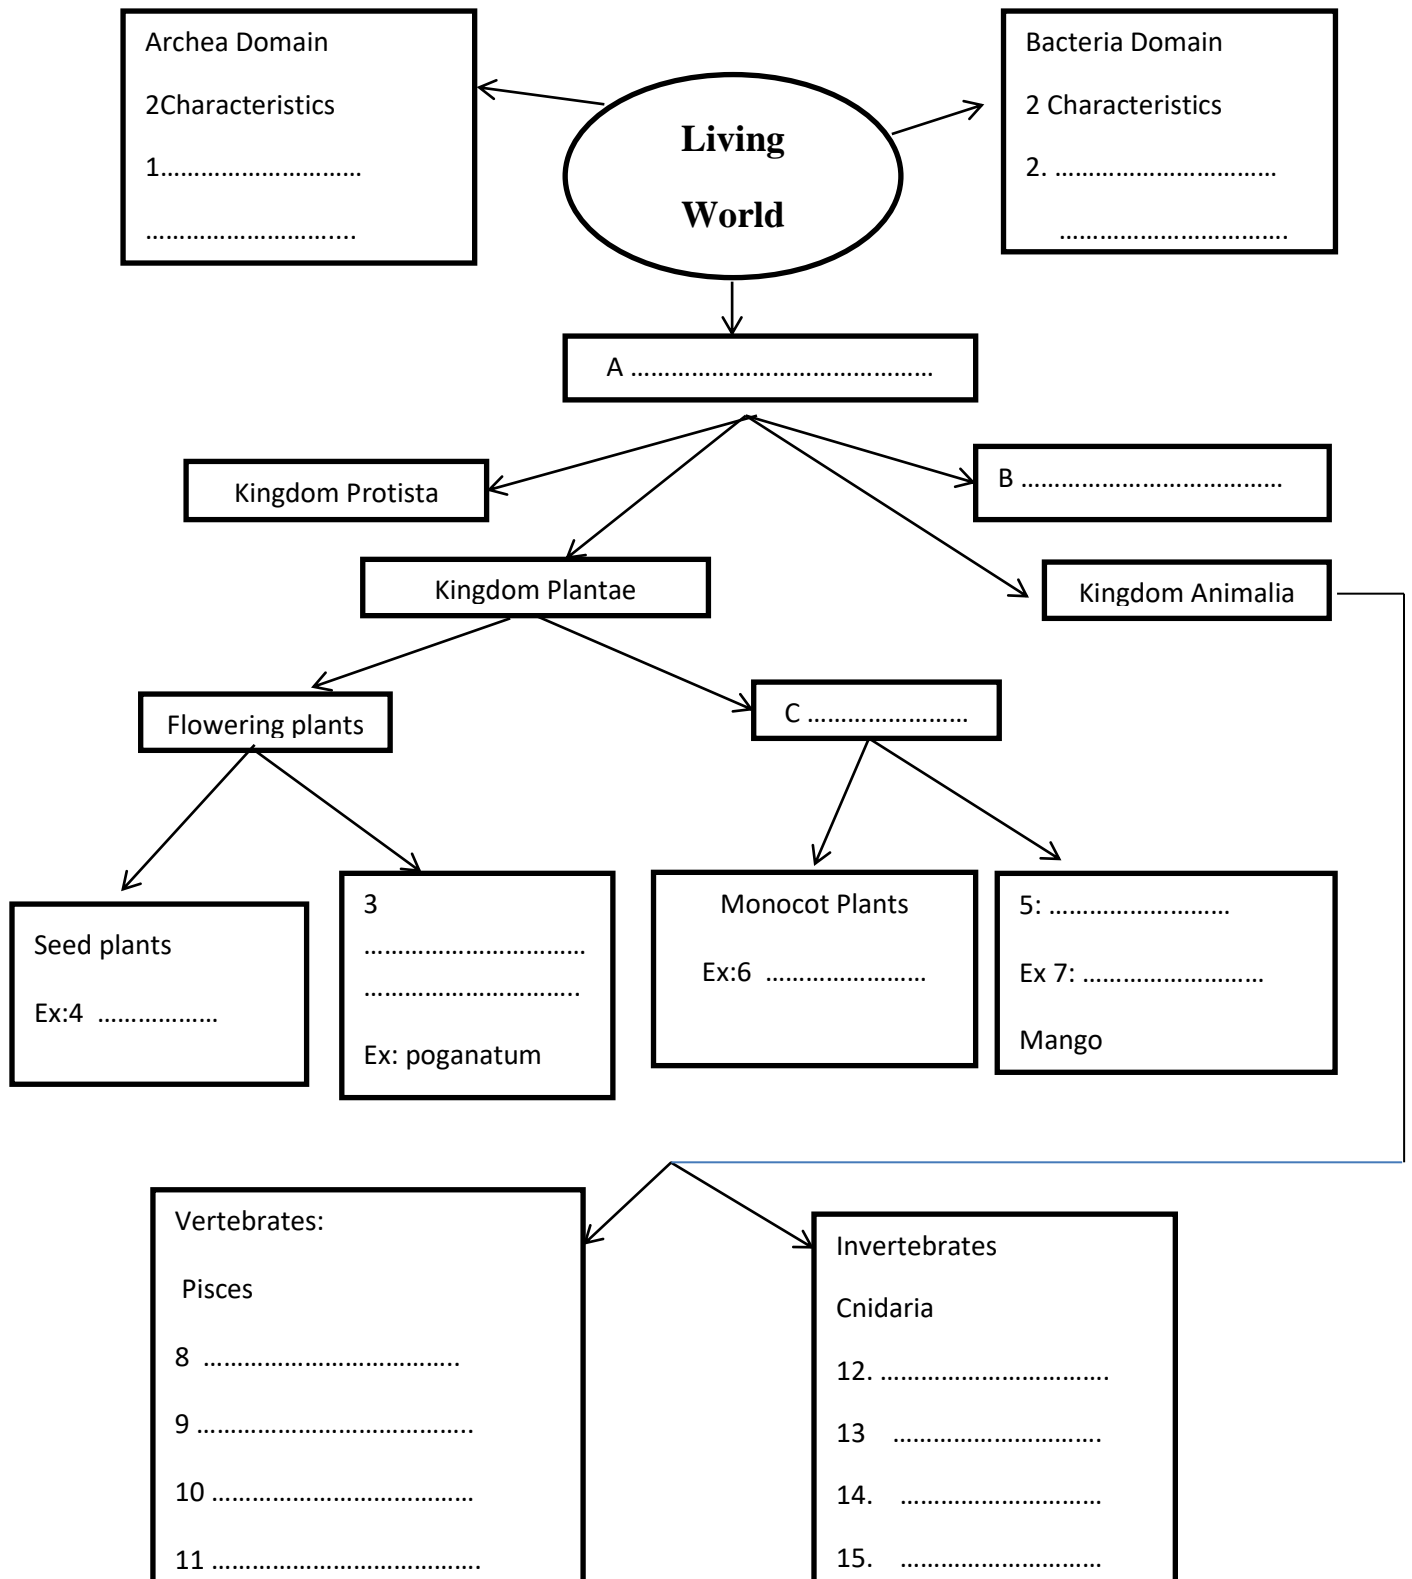 Archea Domain
2Characteristics
1..............................
...............................
Bacteria Domain
2 Characteristics
2. .................................
..................................
Living
World
A .............................................
Kingdom Protista
B .......................................
Kingdom Plantae
Kingdom Animalia
Flowering plants
C ........................
Seed plants
Ex:4 ..................
3
.................................
................................
Ex: poganatum
Monocot Plants
Ex:6 ........................
5: ...........................
Ex 7: ...........................
Mango
Vertebrates:
Pisces
8 ......................................
9 .........................................
10 .......................................
11 ........................................
Invertebrates
Cnidaria
12. ..................................
13 ...............................
14. ..............................
15. ..............................